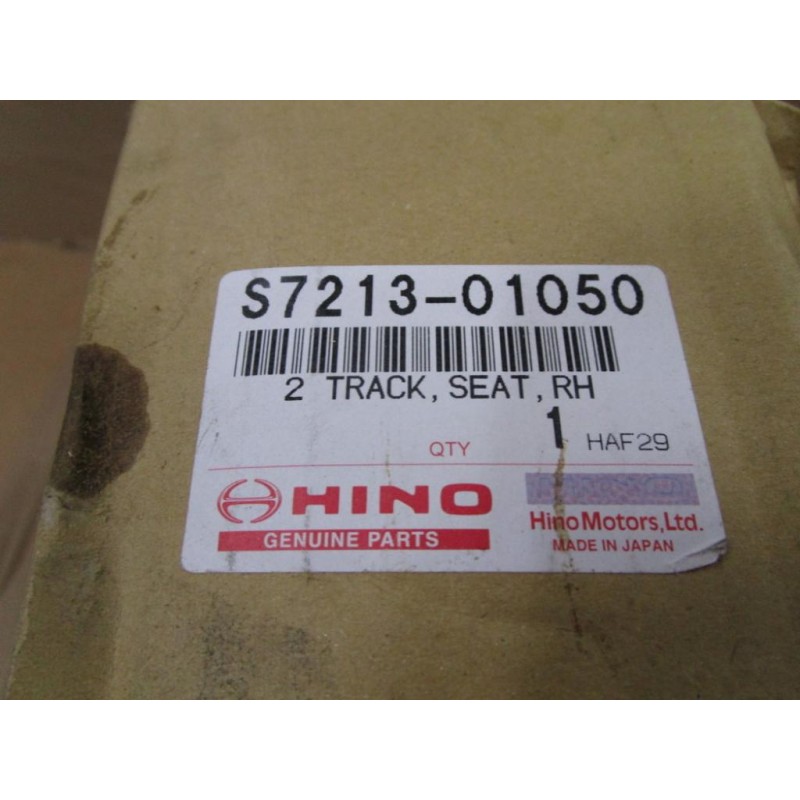 S7213-01050
2 TRACK, SEAT, RH
QTY 1 HAF29
HINO
GENUINE PARTS
Hino Motors, Ltd.
MADE IN JAPAN